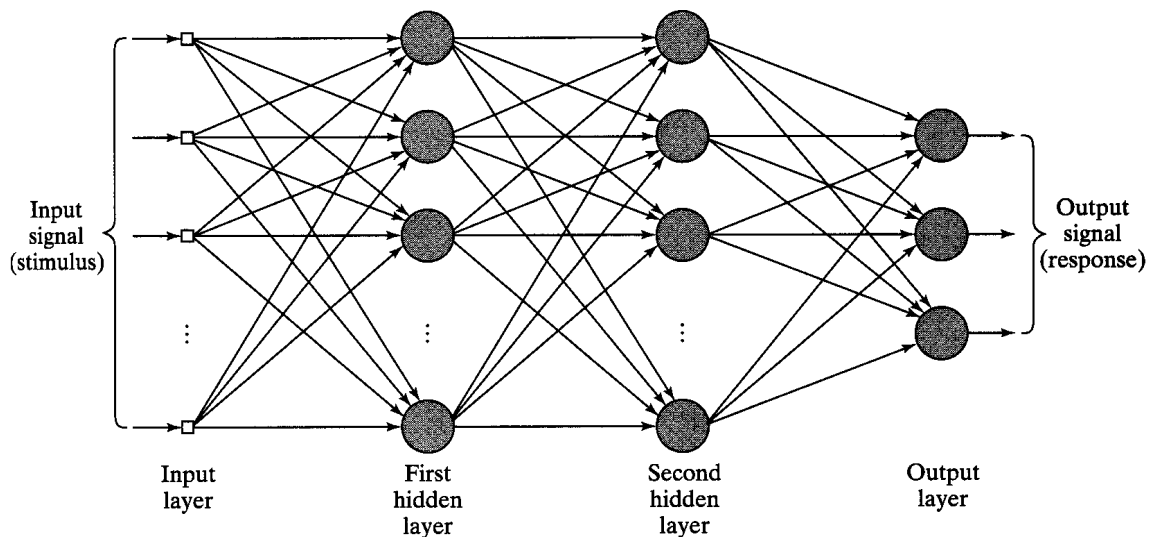 Input
signal
(stimulus)
Output
signal
(response)
Input
layer
First
hidden
layer
Second
hidden
layer
Output
layer